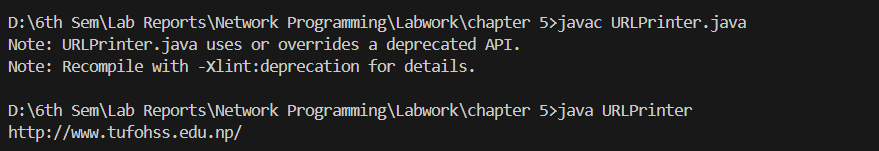 D:\6th Sem\Lab Reports\Network Programming\Labwork\chapter 5>javac URLPrinter.java
Note: URLPrinter.java uses or overrides a deprecated API.
Note: Recompile with -Xlint:deprecation for details.
D:\6th Sem\Lab Reports\Network Programming\Labwork\chapter 5>java URLPrinter
http://www.tufohss.edu.np/